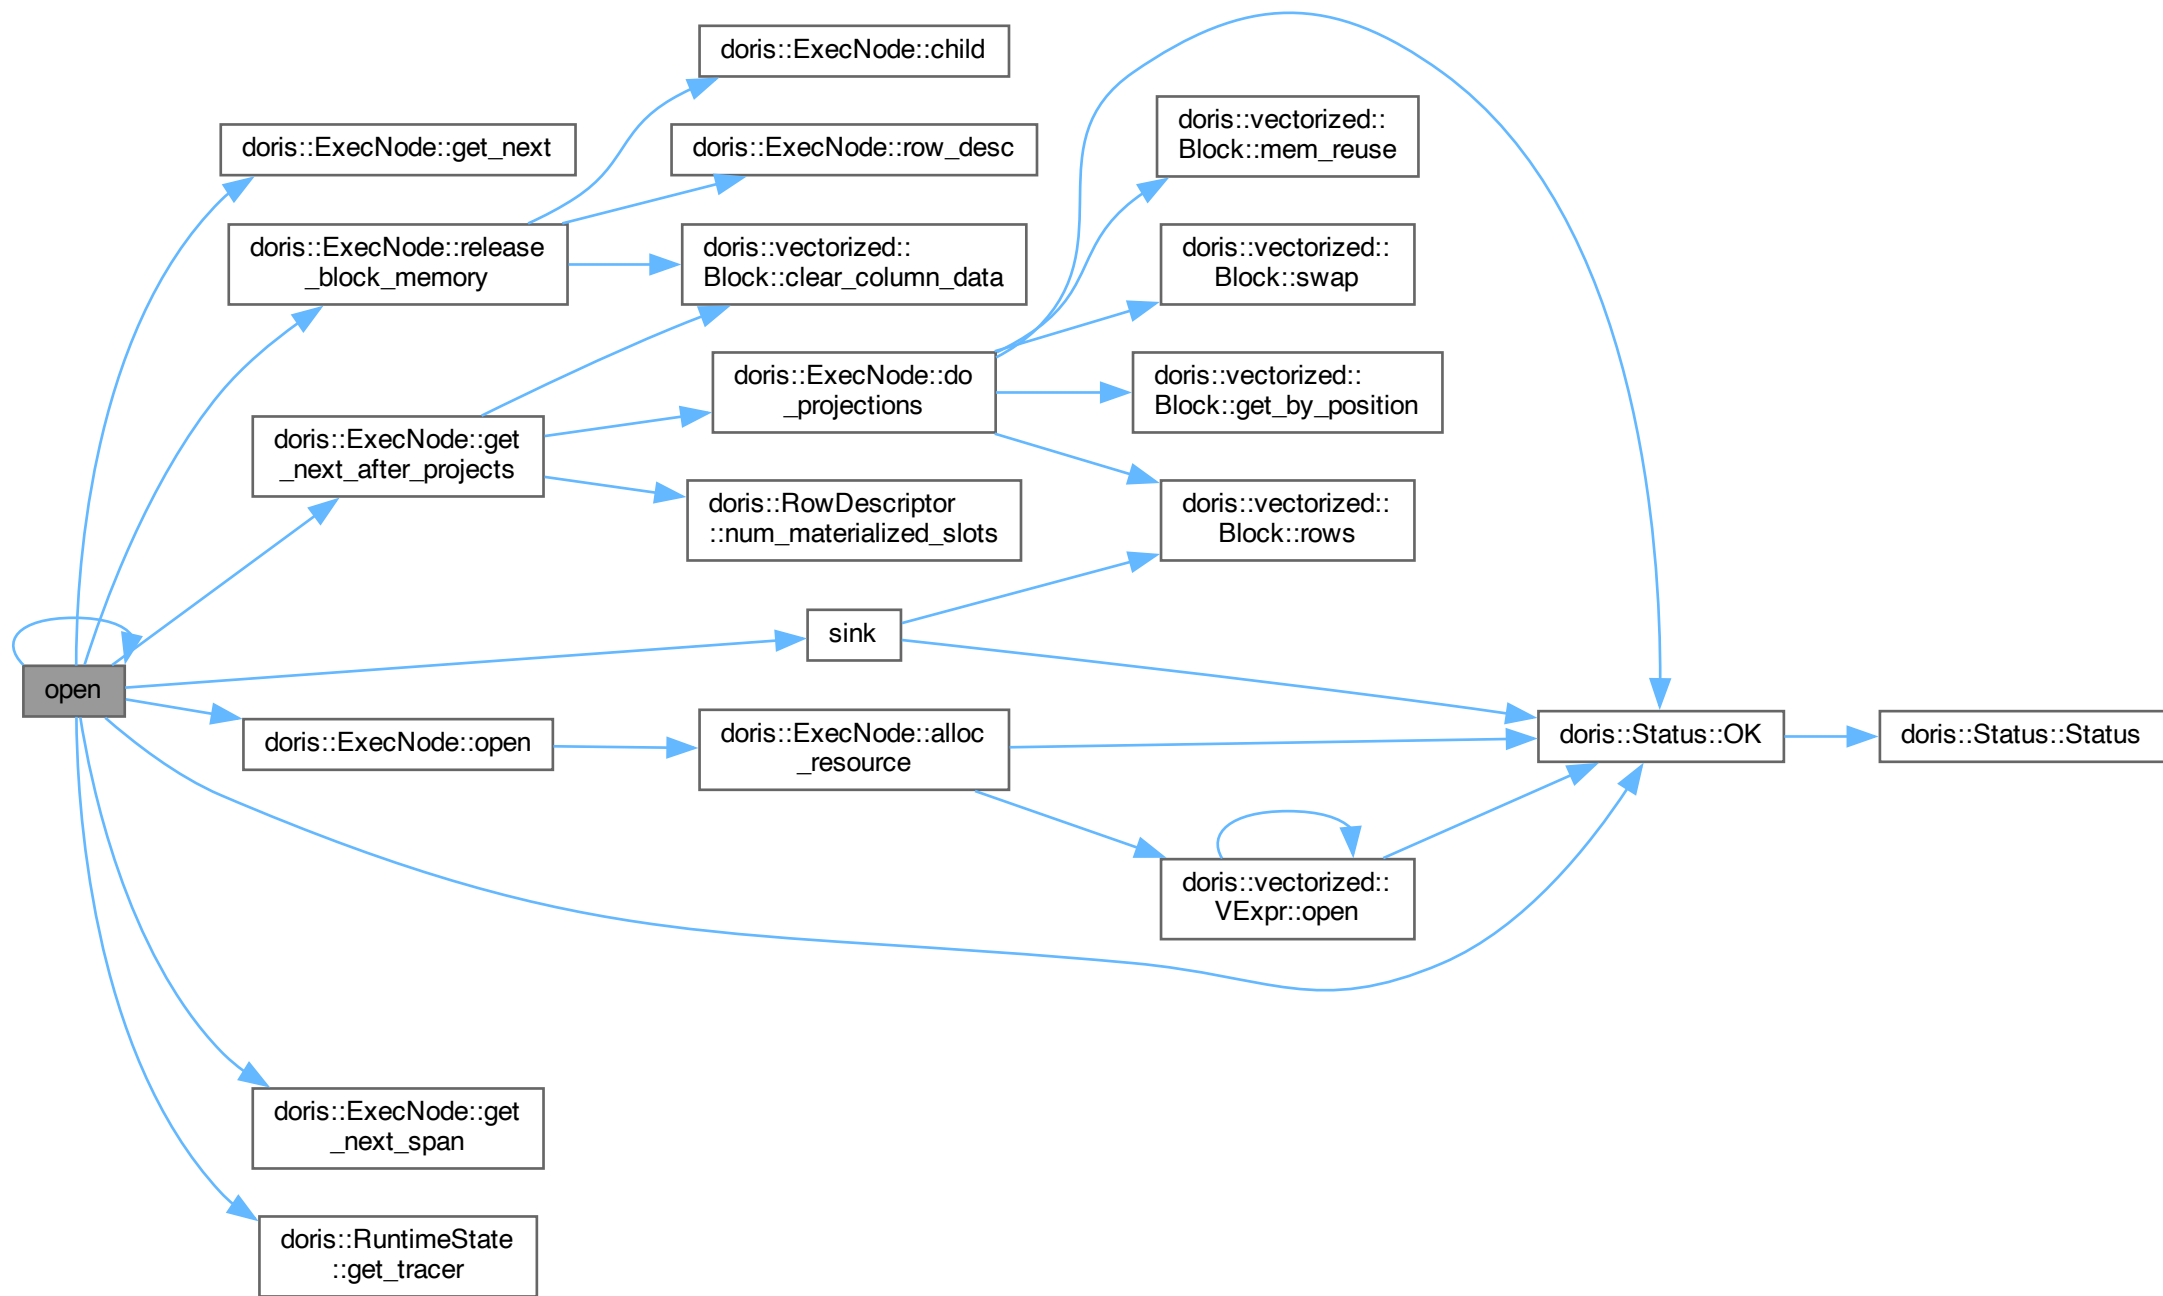 doris::ExecNode::child
doris::ExecNode::get_next
doris::ExecNode::row_desc
doris::vectorized::
Block::mem_reuse
doris::ExecNode::release
_block_memory
doris::vectorized::
Block::clear_column_data
doris::vectorized::
Block::swap
doris::ExecNode::do
_projections
doris::vectorized::
Block::get_by_position
doris::ExecNode::get
_next_after_projects
doris::RowDescriptor
::num_materialized_slots
doris::vectorized::
Block::rows
sink
open
doris::ExecNode::open
doris::ExecNode::alloc
_resource
doris::Status::OK
doris::Status::Status
doris::vectorized::
VExpr::open
doris::ExecNode::get
_next_span
doris::RuntimeState
::get_tracer